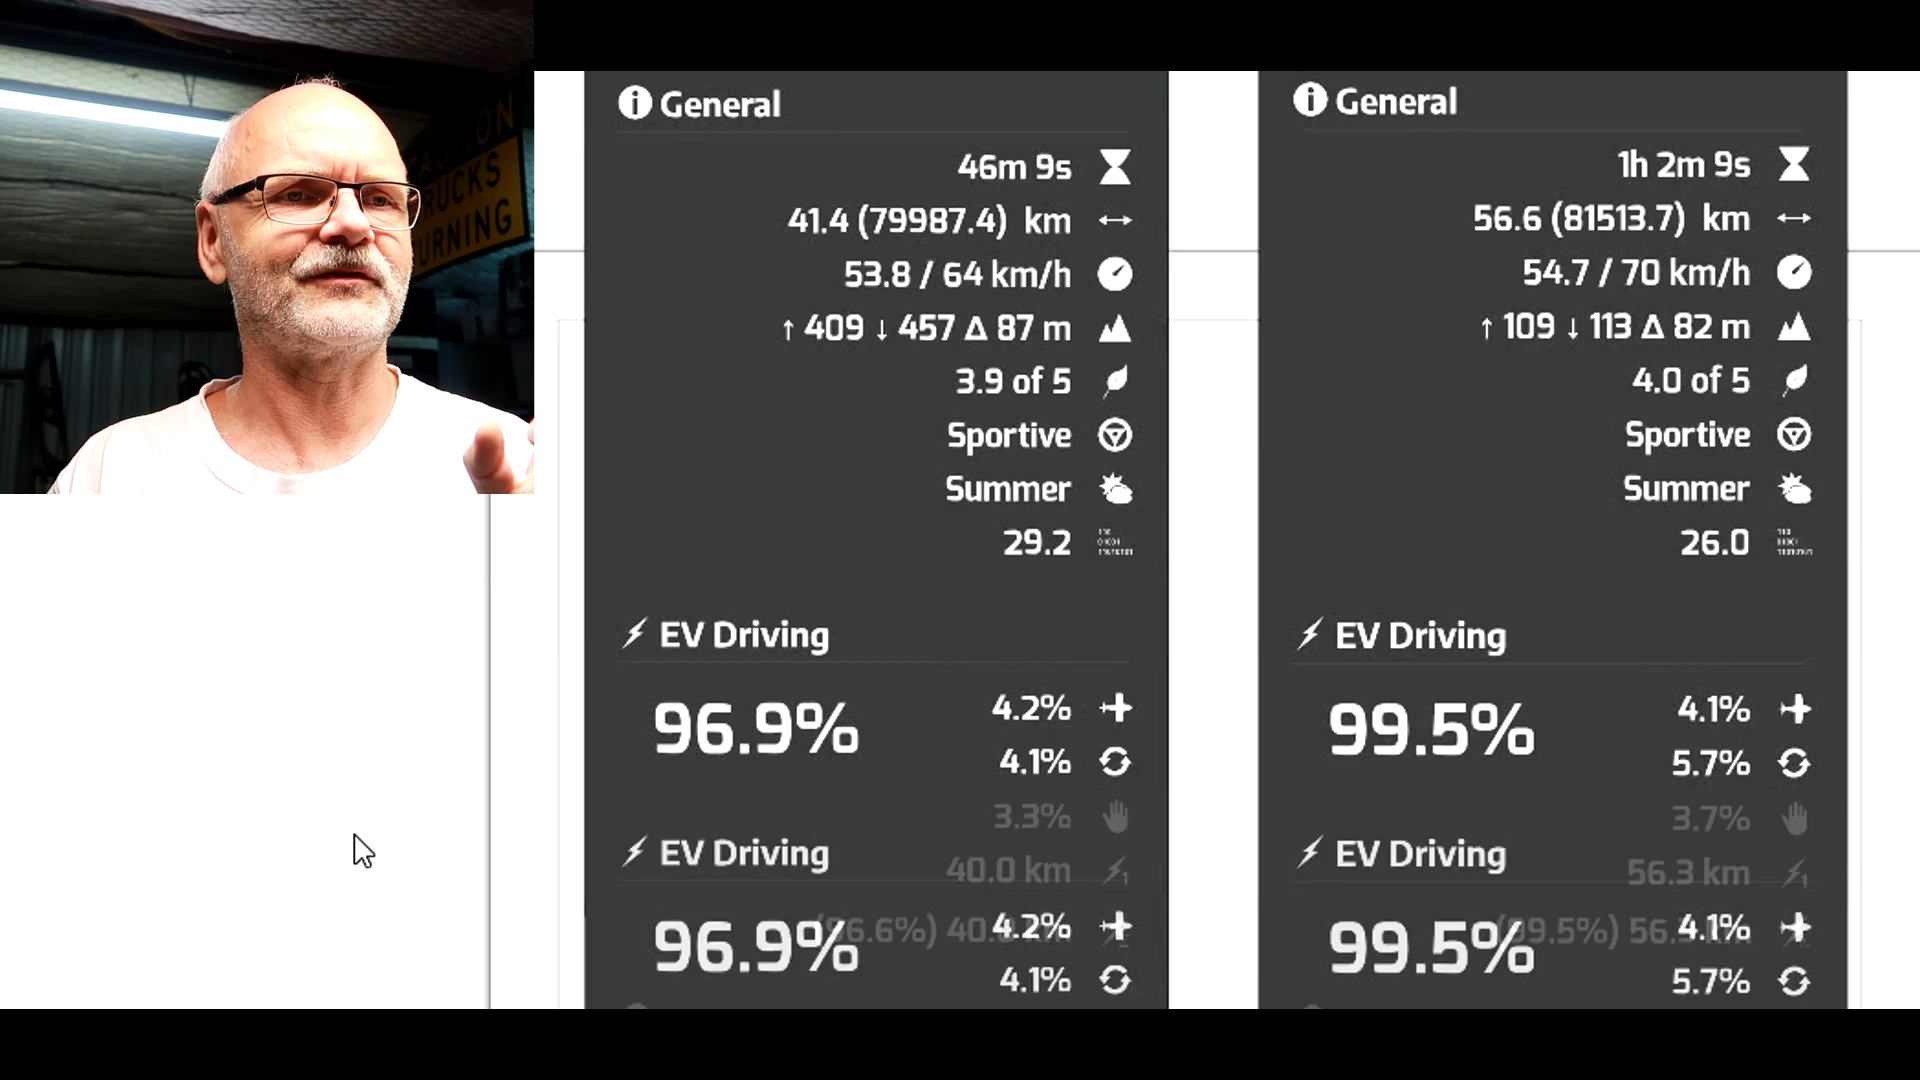 CAUTION
TRUCKS
TURNING
General
46m 9s
41.4 (79987.4) km
53.8 / 64 km/h
↑ 409 ↓ 457 Δ 87 m
3.9 of 5
Sportive
Summer
29.2
EV Driving
96.9%
4.2%
4.1%
3.3%
40.0 km
EV Driving
96.9%
4.2%
4.1%
General
1h 2m 9s
56.6 (81513.7) km
54.7 / 70 km/h
↑ 109 ↓ 113 Δ 82 m
4.0 of 5
Sportive
Summer
26.0
EV Driving
99.5%
4.1%
5.7%
3.7%
56.3 km
EV Driving
99.5%
4.1%
5.7%